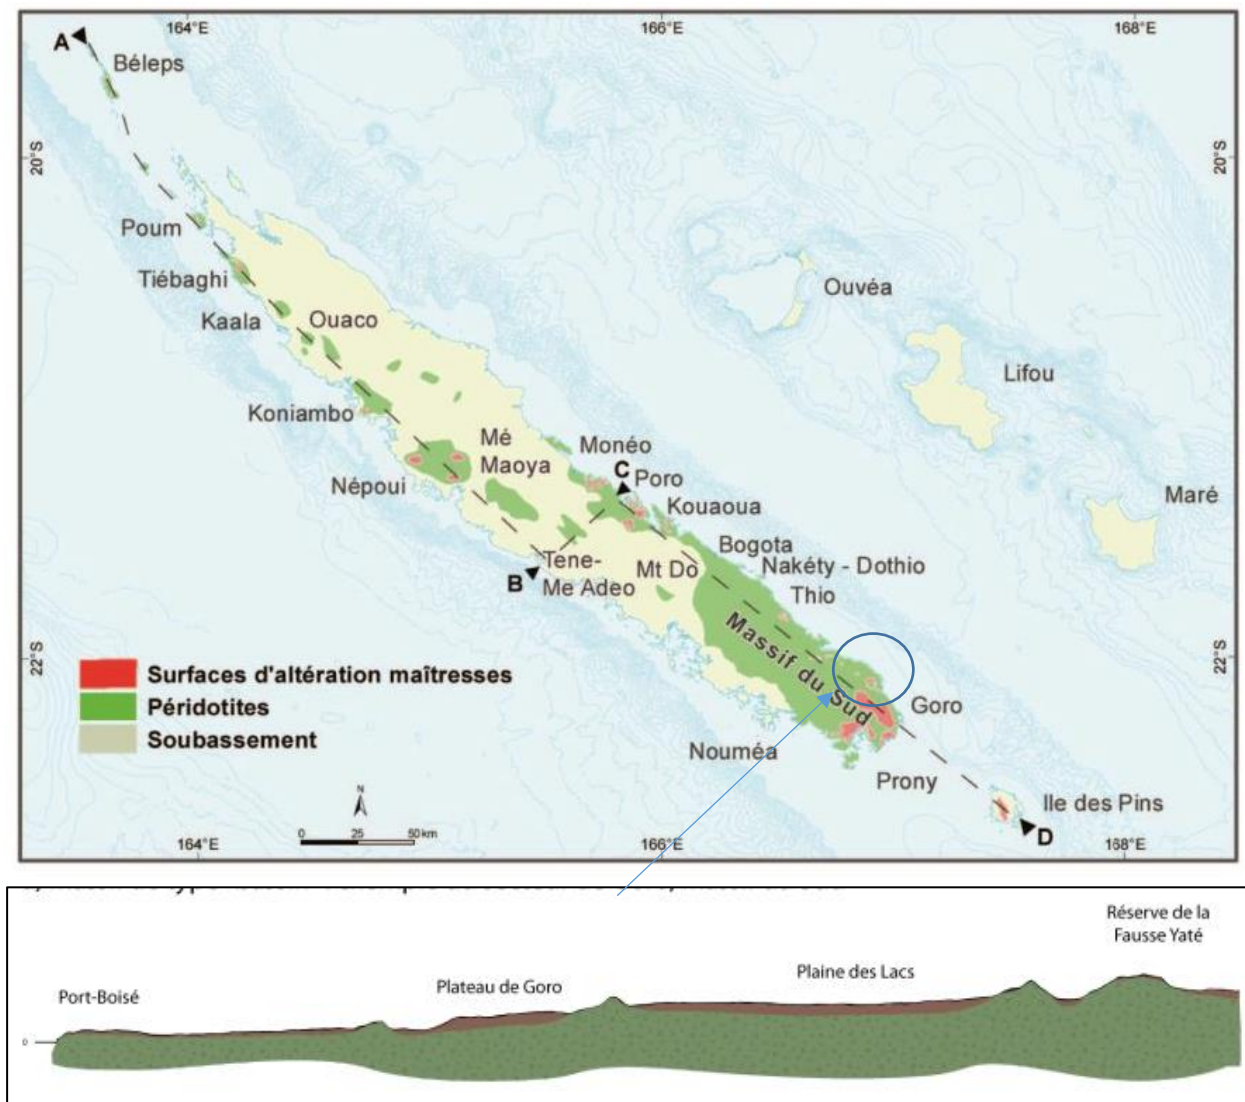 164°E
166°E
168°E
A
Béleps
20°S
20°S
Poum
Tiébaghi
Kaala
Ouaco
Ouvéa
Lifou
Koniambo
Mé
Maoya
Monéo
C
Poro
Népoui
Kouaoua
Maré
Bogota
Tene-
Me Adeo
B
Mt Do
Nakéty - Dothio
Thio
Massif du Sud
22°S
22°S
Surfaces d'altération maîtresses
Péridotites
Soubassement
Goro
Nouméa
Prony
Ile des Pins
D
N
0 25 50 km
164°E
166°E
168°E
Réserve de la
Fausse Yaté
Plaine des Lacs
Plateau de Goro
Port-Boisé
0